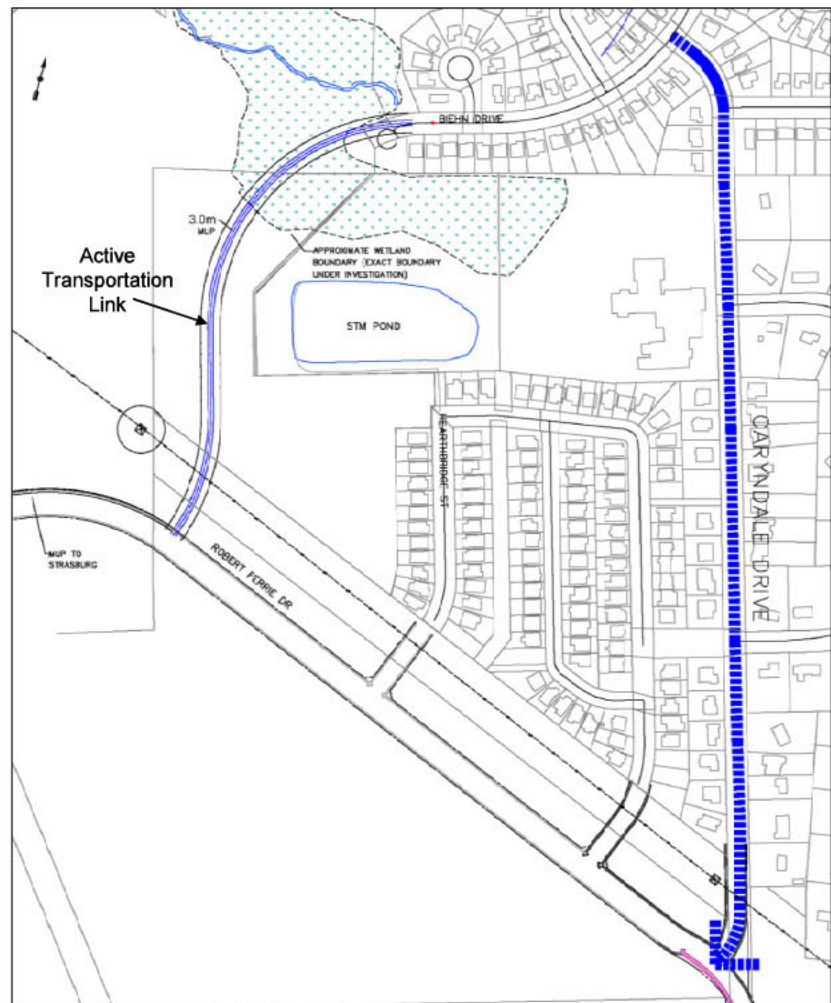 BIEHN DRIVE
3.0m
MUP
Active
Transportation
Link
APPROXIMATE WETLAND
BOUNDARY (EXACT BOUNDARY
UNDER INVESTIGATION)
STM POND
HEARTHBRIDGE ST
CARYNDALE DRIVE
MUP TO
STRASBURG
ROBERT FERRIE DR